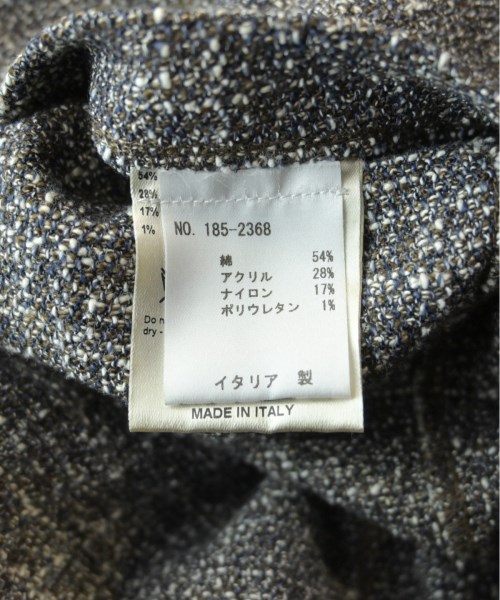 54%
28%
17%
1%
NO. 185-2368
綿 54%
アクリル 28%
ナイロン 17%
ポリウレタン 1%
Do
dry -
イタリア 製
MADE IN ITALY